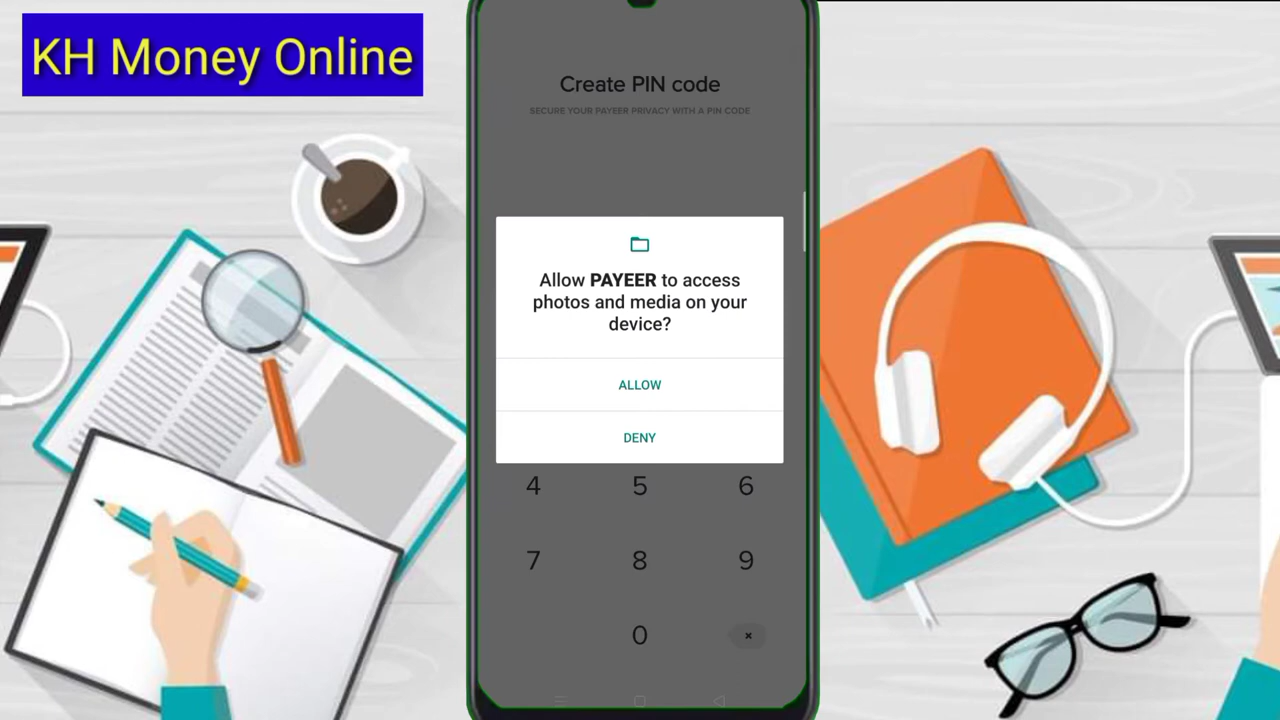 KH Money Online
Create PIN code
SECURE YOUR PAYEER PRIVACY WITH A PIN CODE
Allow PAYEER to access
photos and media on your
device?
ALLOW
DENY
4 5 6
7 8 9
0